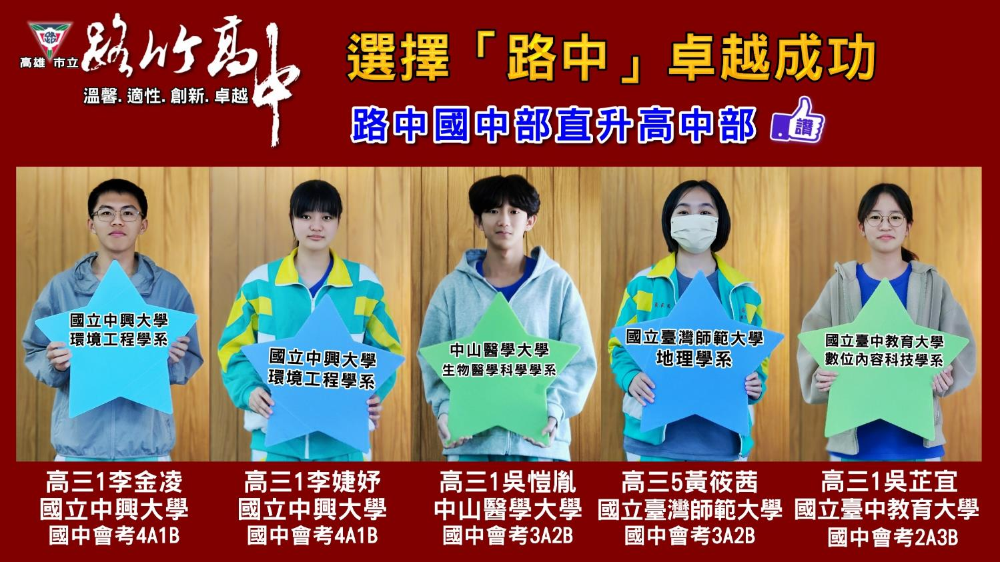 高雄市立路竹高中
溫馨.適性.創新.卓越
選擇「路中」卓越成功
路中國中部直升高中部
讚
國立中興大學
環境工程學系
國立中興大學
環境工程學系
中山醫學大學
生物醫學科學學系
國立臺灣師範大學
地理學系
國立臺中教育大學
數位內容科技學系
高三1李金凌
國立中興大學
國中會考4A1B
高三1李婕妤
國立中興大學
國中會考4A1B
高三1吳愷胤
中山醫學大學
國中會考3A2B
高三5黃筱茜
國立臺灣師範大學
國中會考3A2B
高三1吳芷宜
國立臺中教育大學
國中會考2A3B